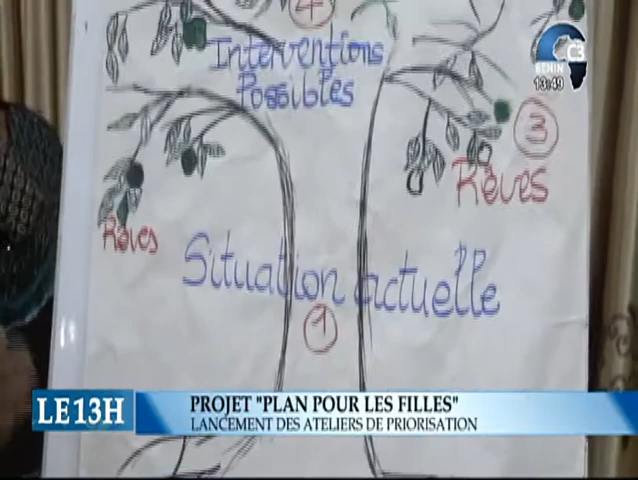 4
Interventions
Possibles
C3
BENIN
13:49
3
Rêves
Rêves
Situation actuelle
1
LE13H
PROJET "PLAN POUR LES FILLES"
LANCEMENT DES ATELIERS DE PRIORISATION